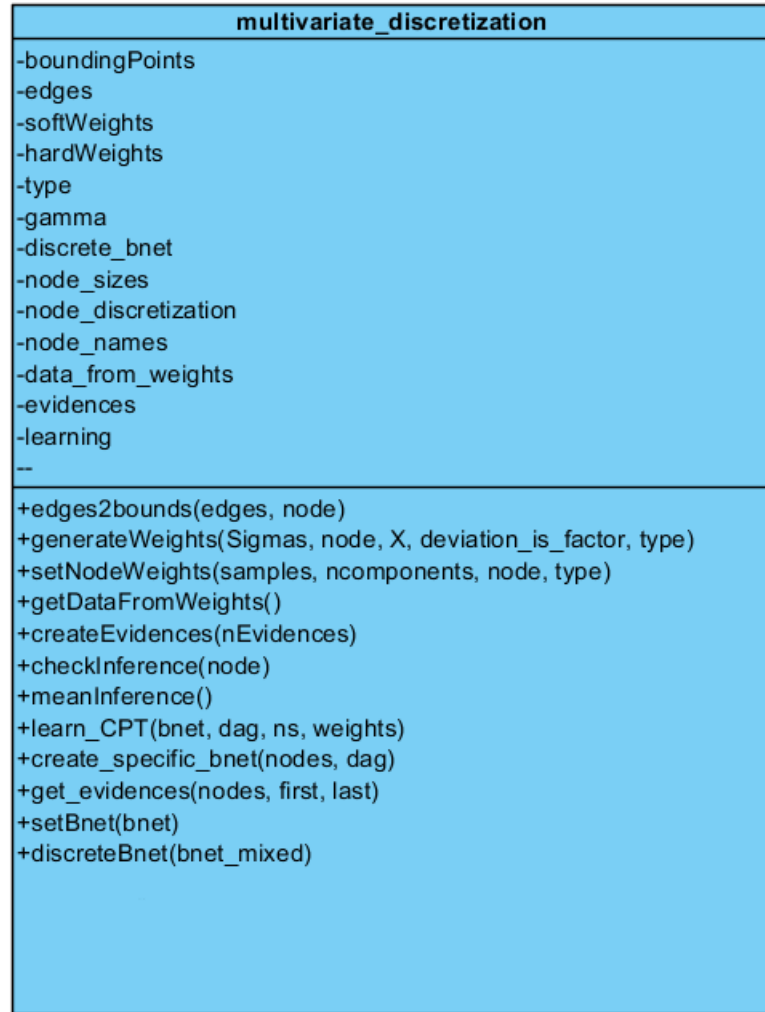 multivariate_discretization
-boundingPoints
-edges
-softWeights
-hardWeights
-type
-gamma
-discrete_bnet
-node_sizes
-node_discretization
-node_names
-data_from_weights
-evidences
-learning
--
+edges2bounds(edges, node)
+generateWeights(Sigmas, node, X, deviation_is_factor, type)
+setNodeWeights(samples, ncomponents, node, type)
+getDataFromWeights()
+createEvidences(nEvidences)
+checkInference(node)
+meanInference()
+learn_CPT(bnet, dag, ns, weights)
+create_specific_bnet(nodes, dag)
+get_evidences(nodes, first, last)
+setBnet(bnet)
+discreteBnet(bnet_mixed)